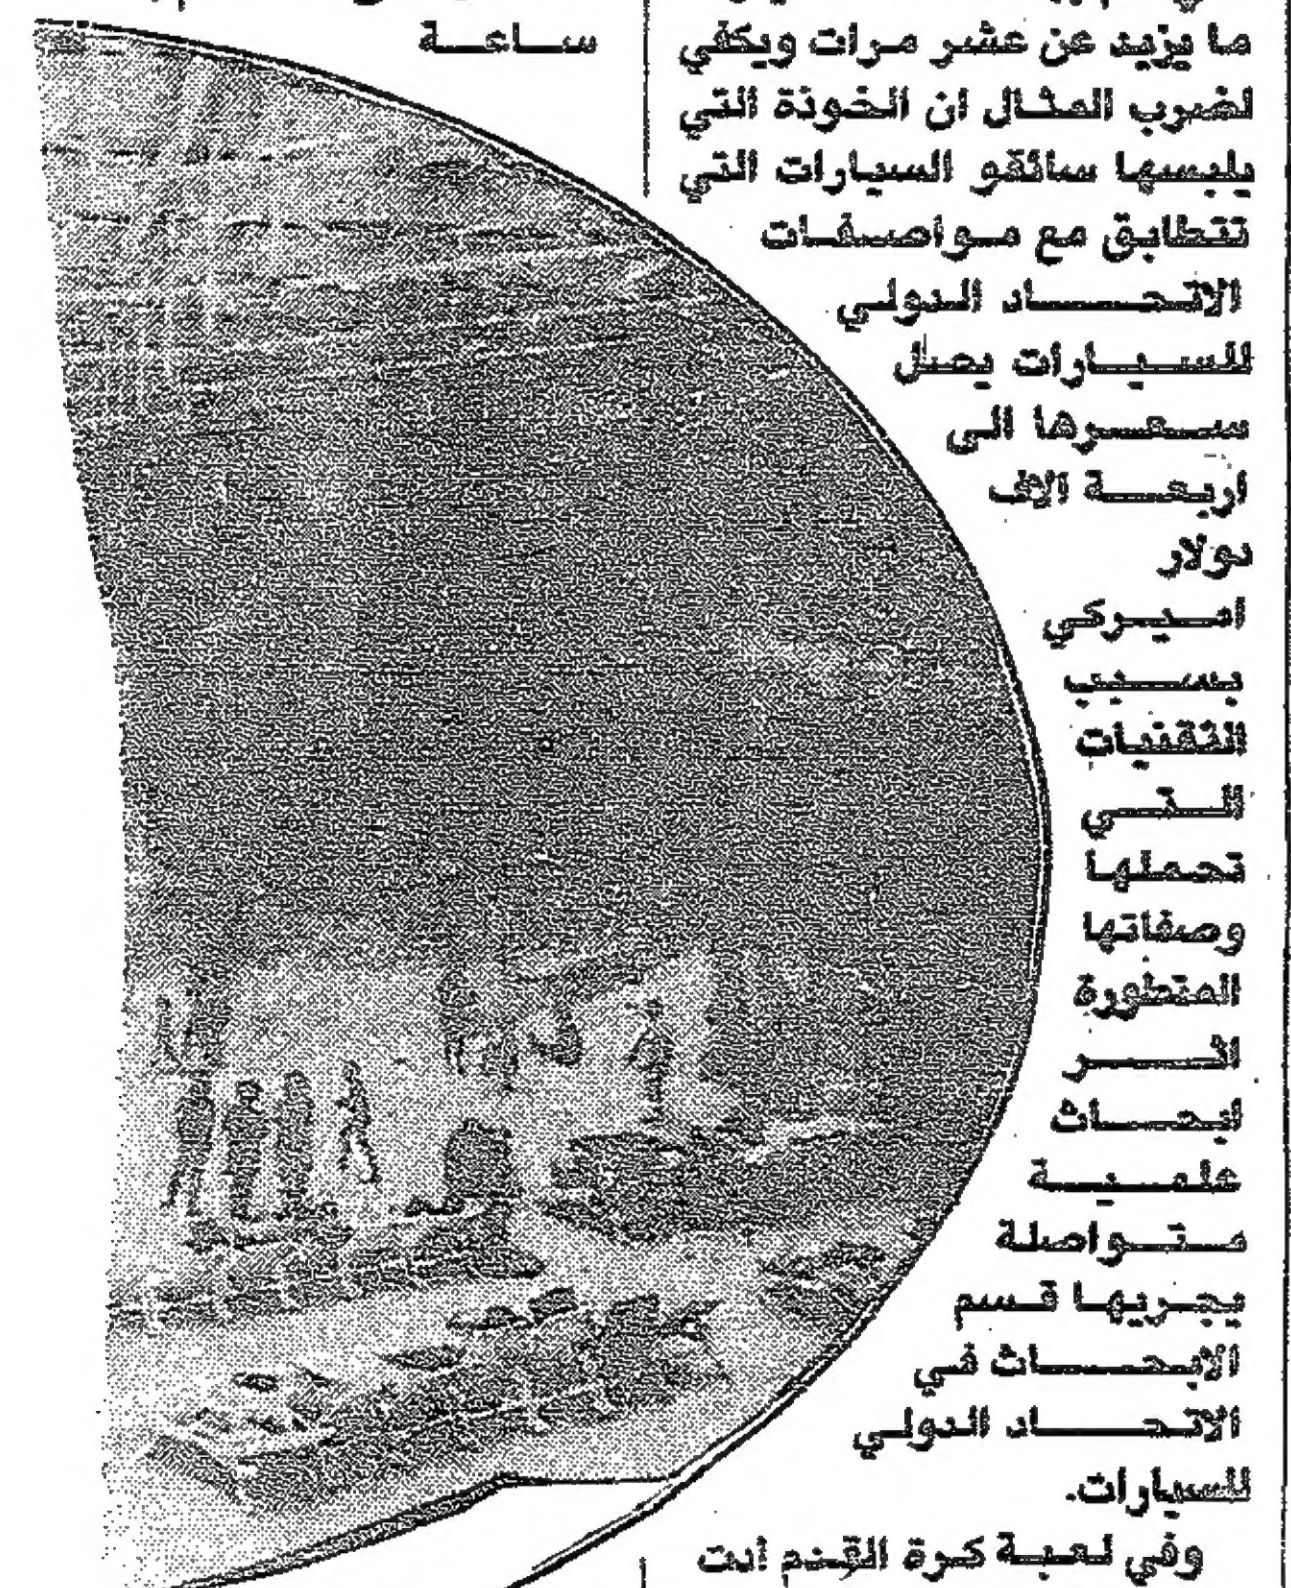 ما يزيد عن عشر مرات ويكفي
لضرب المثال ان الخوذة التي
يلبسها سائقو السيارات التي
تتطابق مع مواصفات
الاتحاد الدولي
للسيارات يصل
سعرها الى
اربعة الاف
دولار
اميركي
بسبب
التقنيات
التي
تحملها
وصفاتها
المتطورة
اثر
ابحاث
علمية
متواصلة
يجريها قسم
الابحاث في
الاتحاد الدولي
للسيارات.
وفي لعبة كرة القدم ادت
ساعة